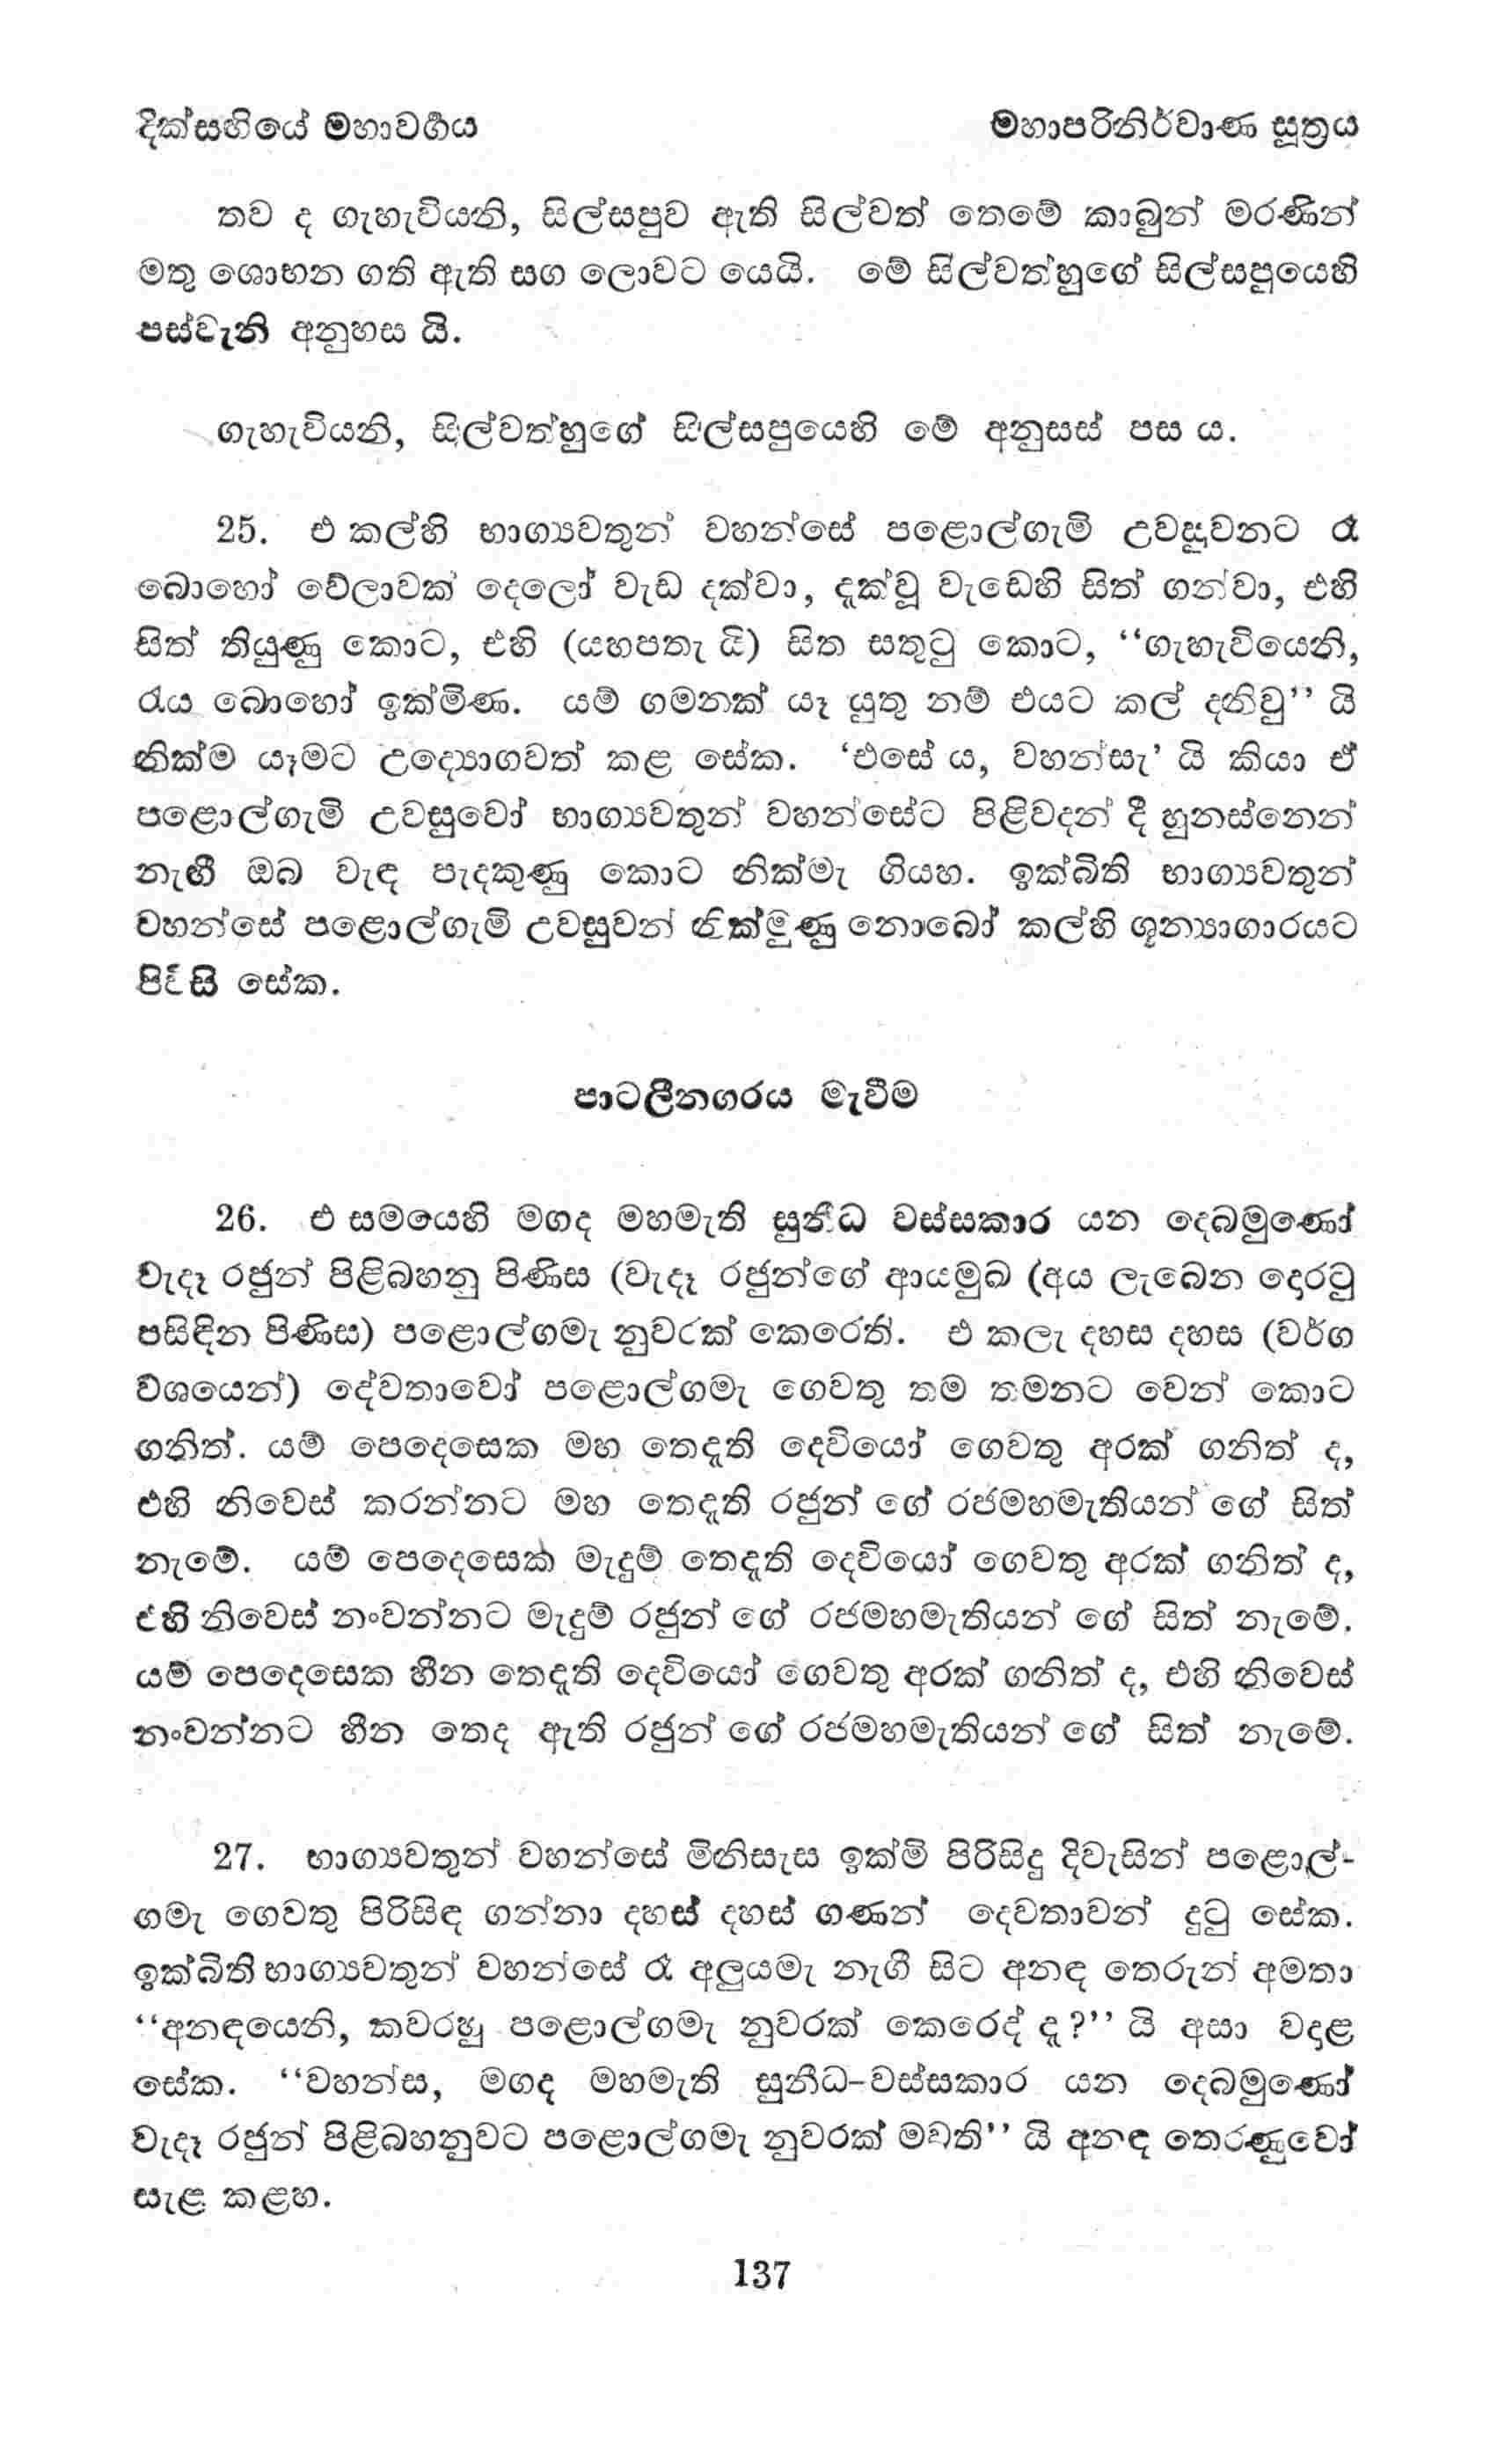 දික්සඟියේ මහාවර්‍ගය
මහාපරිනිර්වාණ සූත්‍රය
තව ද ගැහැවියනි, සිල්සපුව ඇති සිල්වත් තෙමේ කාබුන් මරණින්
මතු ශොභන ගති ඇති සග ලොවට යෙයි. මේ සිල්වත්හුගේ සිල්සපුයෙහි
පස්වැනි අනුහස යි.
ගැහැවියනි, සිල්වත්හුගේ සිල්සපුයෙහි මේ අනුසස් පස ය.
25. එ කල්හි භාග්‍යවතුන් වහන්සේ පළොල්ගැමි උවසුවනට රෑ
බොහෝ වේලාවක් දෙලෝ වැඩ දක්වා, දැක්වූ වැඩෙහි සිත් ගන්වා, එහි
සිත් තියුණු කොට, එහි (යහපතැ යි) සිත සතුටු කොට, “ගැහැවියෙනි,
රැය බොහෝ ඉක්මිණ. යම් ගමනක් යෑ යුතු නම් එයට කල් දනිවු” යි
නික්ම යෑමට උද්‍යොගවත් කළ සේක. ‘එසේ ය, වහන්සැ’ යි කියා ඒ
පළොල්ගැමි උවසුවෝ භාග්‍යවතුන් වහන්සේට පිළිවදන් දී හුනස්නෙන්
නැඟී ඔබ වැඳ පැදකුණු කොට නික්මැ ගියහ. ඉක්බිති භාග්‍යවතුන්
වහන්සේ පළොල්ගැමි උවසුවන් නික්මුණු නොබෝ කල්හි ශූන්‍යාගාරයට
පිවිසි සේක.
පාටලීනගරය මැවීම
26. එ සමයෙහි මගද මහමැති සුනීධ වස්සකාර යන දෙබමුණෝ
වැදෑ රජුන් පිළිබහනු පිණිස (වැදෑ රජුන්ගේ ආයමුඛ (අය ලැබෙන දොරටු
පසිඳින පිණිස) පළොල්ගමැ නුවරක් කෙරෙති. එ කලැ දහස දහස (වර්ග
වශයෙන්) දේවතාවෝ පළොල්ගමැ ගෙවතු තම තමනට වෙන් කොට
ගනිත්. යම් පෙදෙසෙක මහ තෙදැති දෙවියෝ ගෙවතු අරක් ගනිත් ද,
එහි නිවෙස් කරන්නට මහ තෙදැති රජුන් ගේ රජමහමැතියන් ගේ සිත්
නැමේ. යම් පෙදෙසෙක් මැදුම් තෙදැති දෙවියෝ ගෙවතු අරක් ගනිත් ද,
එහි නිවෙස් නංවන්නට මැදුම් රජුන් ගේ රජමහමැතියන් ගේ සිත් නැමේ.
යම් පෙදෙසෙක හීන තෙදැති දෙවියෝ ගෙවතු අරක් ගනිත් ද, එහි නිවෙස්
නංවන්නට හීන තෙද ඇති රජුන් ගේ රජමහමැතියන් ගේ සිත් නැමේ.
27. භාග්‍යවතුන් වහන්සේ මිනිසැස ඉක්මි පිරිසිදු දිවැසින් පළොල්-
ගමැ ගෙවතු පිරිසිඳ ගන්නා දහස් දහස් ගණන් දෙවතාවන් දුටු සේක.
ඉක්බිති භාග්‍යවතුන් වහන්සේ රෑ අලුයමැ නැගී සිට අනඳ තෙරුන් අමතා
“අනඳයෙනි, කවරහු පළොල්ගමැ නුවරක් කෙරෙද් දැ?” යි අසා වදාළ
සේක. “වහන්ස, මගද මහමැති සුනීධ-වස්සකාර යන දෙබමුණෝ
වැදෑ රජුන් පිළිබහනුවට පළොල්ගමැ නුවරක් මවති” යි අනඳ තෙරණුවෝ
සැළ කළහ.
137